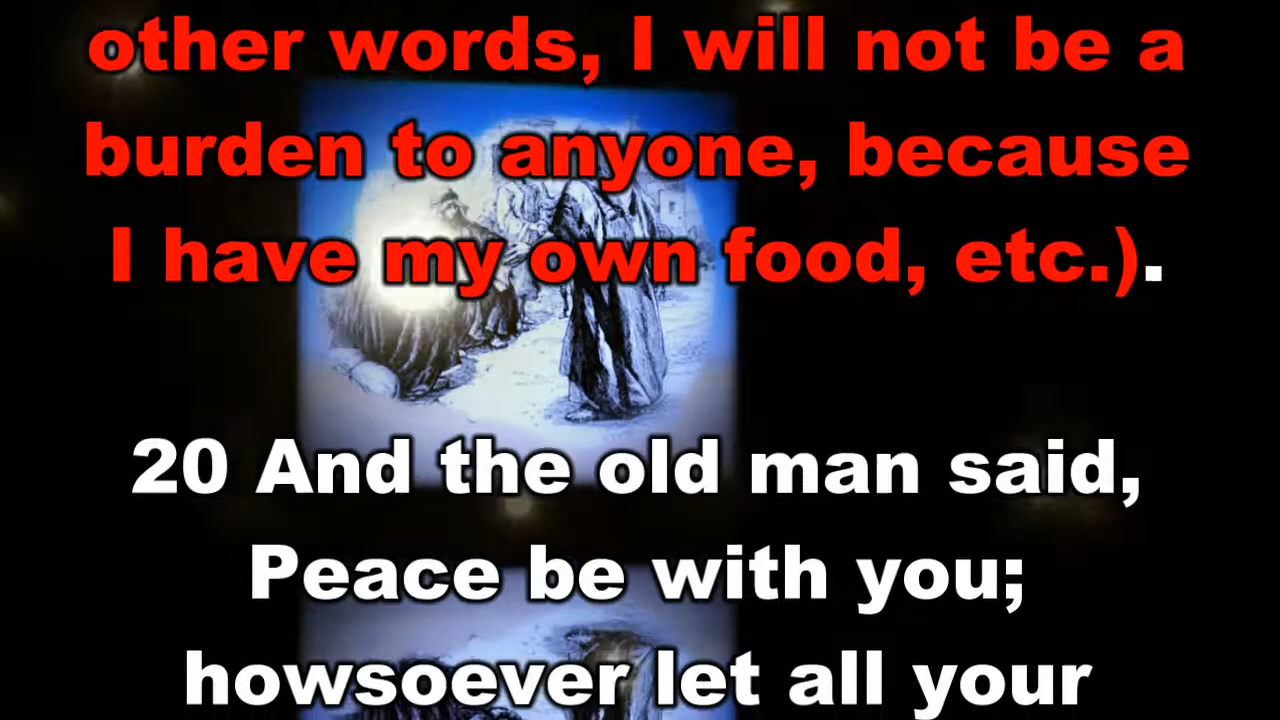 other words, I will not be a
burden to anyone, because
I have my own food, etc.).
20 And the old man said,
Peace be with you;
howsoever let all your